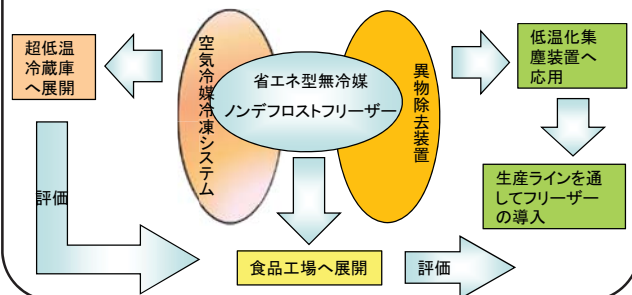 超低温
冷蔵庫
へ展開
空気冷媒冷凍システム
省エネ型無冷媒
ノンデフロストフリーザー
異物除去装置
低温化集
塵装置へ
応用
評価
生産ラインを通
してフリーザー
の導入
食品工場へ展開
評価